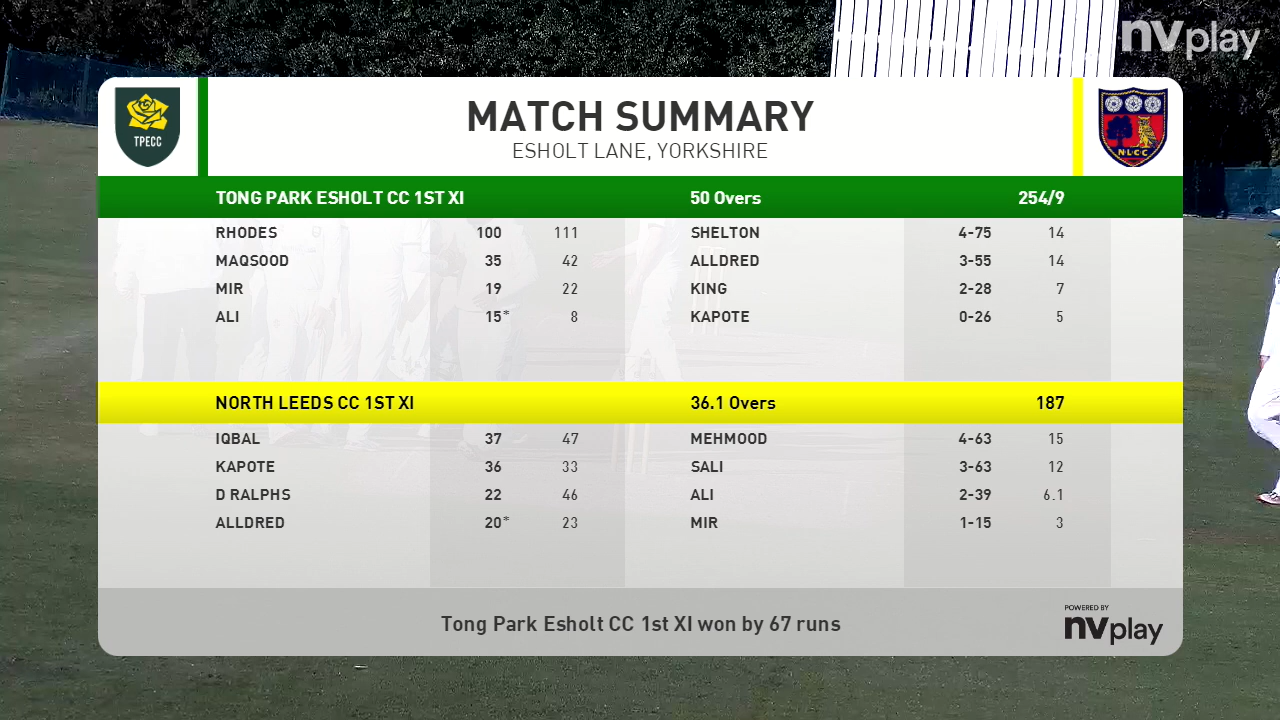 nvplay
TPECC
MATCH SUMMARY
ESHOLT LANE, YORKSHIRE
NLCC
TONG PARK ESHOLT CC 1ST XI 50 Overs 254/9
RHODES 100 111 SHELTON 4-75 14
MAQSOOD 35 42 ALLDRED 3-55 14
MIR 19 22 KING 2-28 7
ALI 15* 8 KAPOTE 0-26 5
NORTH LEEDS CC 1ST XI 36.1 Overs 187
IQBAL 37 47 MEHMOOD 4-63 15
KAPOTE 36 33 SALI 3-63 12
D RALPHS 22 46 ALI 2-39 6.1
ALLDRED 20* 23 MIR 1-15 3
Tong Park Esholt CC 1st XI won by 67 runs
POWERED BY
nvplay